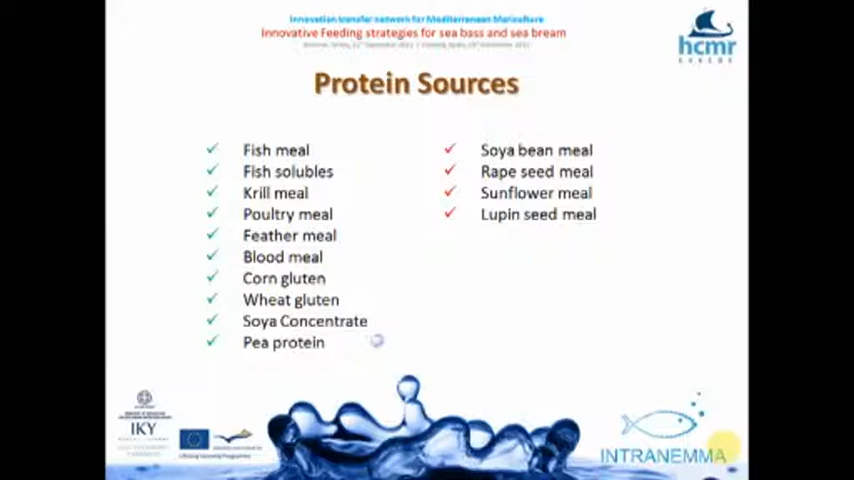 Innovation transfer network for Mediterranean Mariculture
Innovative Feeding strategies for sea bass and sea bream
hcmr
Protein Sources
Fish meal
Fish solubles
Krill meal
Poultry meal
Feather meal
Blood meal
Corn gluten
Wheat gluten
Soya Concentrate
Pea protein
Soya bean meal
Rape seed meal
Sunflower meal
Lupin seed meal
IKY
INTRANEMMA